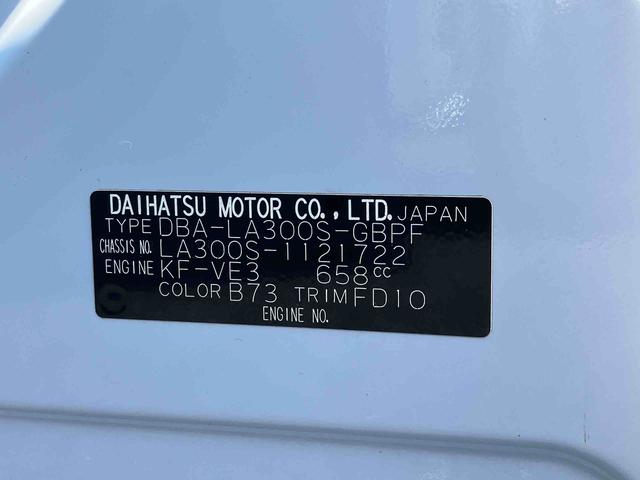 DAIHATSU MOTOR CO.,LTD. JAPAN
TYPE DBA-LA300S-GBPF
CHASSIS NO. LA300S-1121722
ENGINE KF-VE3 658cc
COLOR B73 TRIM FD10
ENGINE NO.